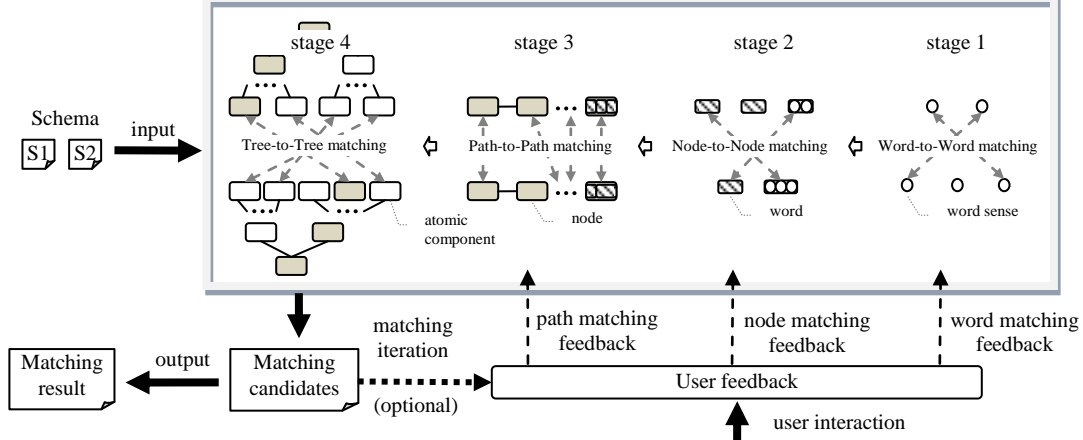 stage 4
stage 3
stage 2
stage 1
Schema
S1
S2
input
Tree-to-Tree matching
Path-to-Path matching
Node-to-Node matching
Word-to-Word matching
atomic
component
node
word
word sense
matching
iteration
(optional)
path matching
feedback
node matching
feedback
word matching
feedback
Matching
result
output
Matching
candidates
User feedback
user interaction